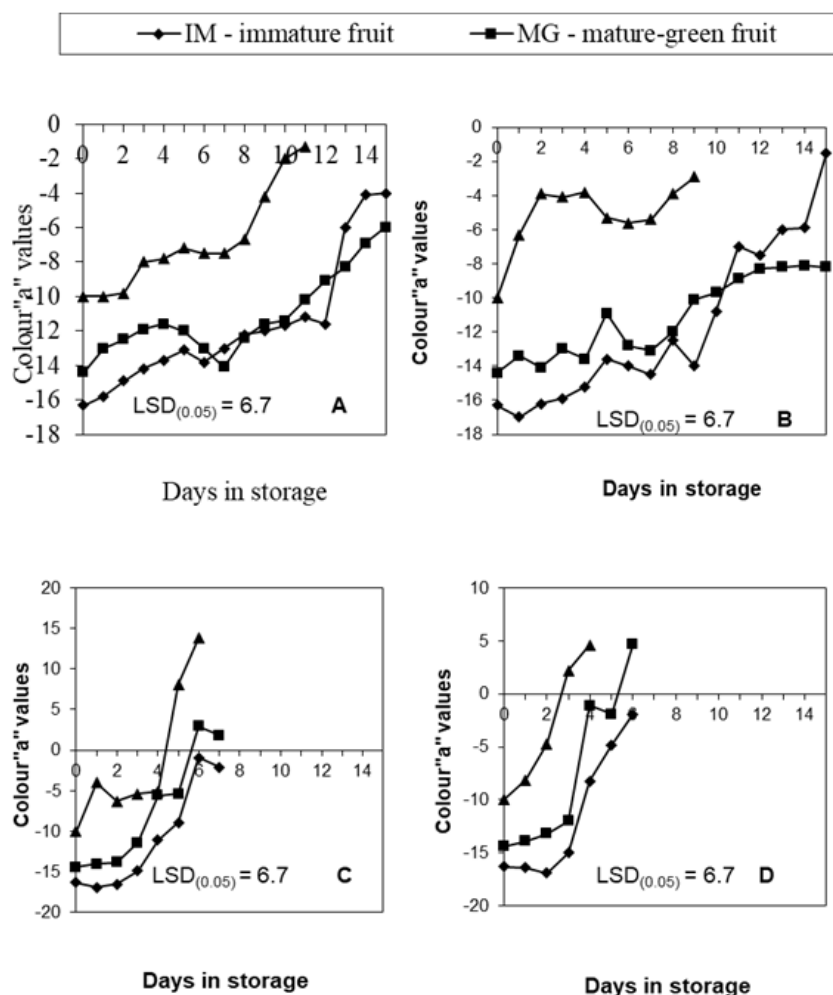 IM - immature fruit MG - mature-green fruit
0
-2
-4
-6
-8
-10
-12
-14
-16
-18
0 2 4 6 8 10 12 14
Colour"a" values
LSD(0.05) = 6.7 A
Days in storage
0
-2
-4
-6
-8
-10
-12
-14
-16
-18
0 2 4 6 8 10 12 14
Colour"a" values
LSD(0.05) = 6.7 B
Days in storage
20
15
10
5
0
-5
-10
-15
-20
0 2 4 6 8 10 12 14
Colour"a" values
LSD(0.05) = 6.7 C
Days in storage
10
5
0
-5
-10
-15
-20
0 2 4 6 8 10 12 14
Colour"a" values
LSD(0.05) = 6.7 D
Days in storage